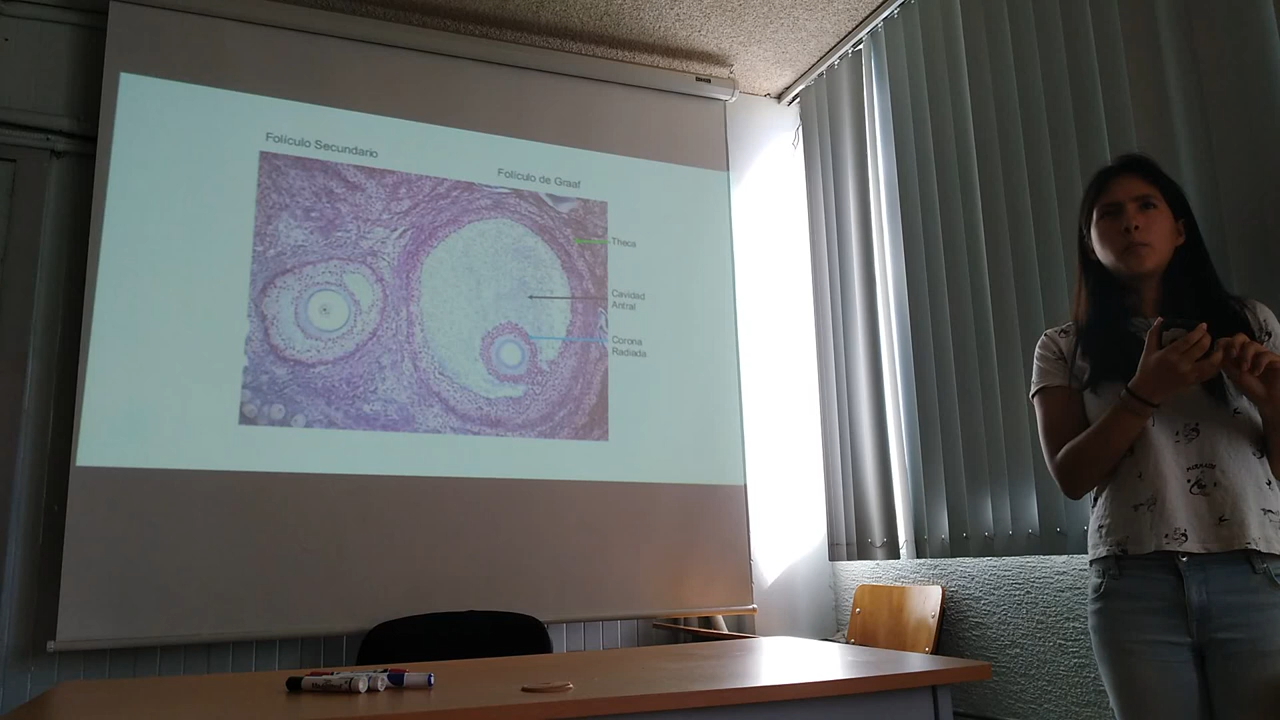 Folículo Secundario
Folículo de Graaf
Theca
Cavidad
Antral
Corona
Radiada